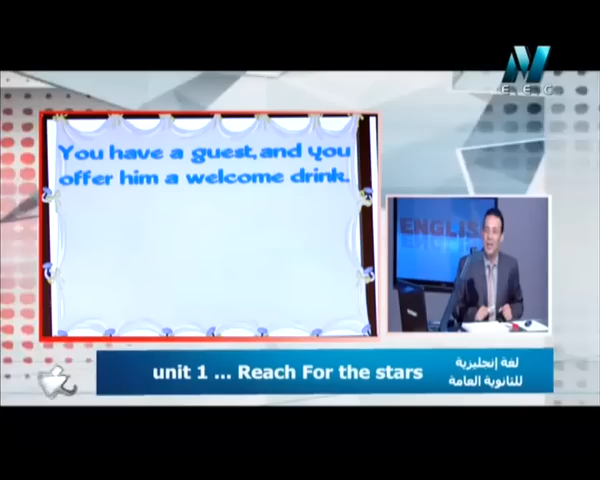 E E C
You have a guest, and you
offer him a welcome drink.
ENGLIS
unit 1 ... Reach For the stars
لغة إنجليزية
للثانوية العامة